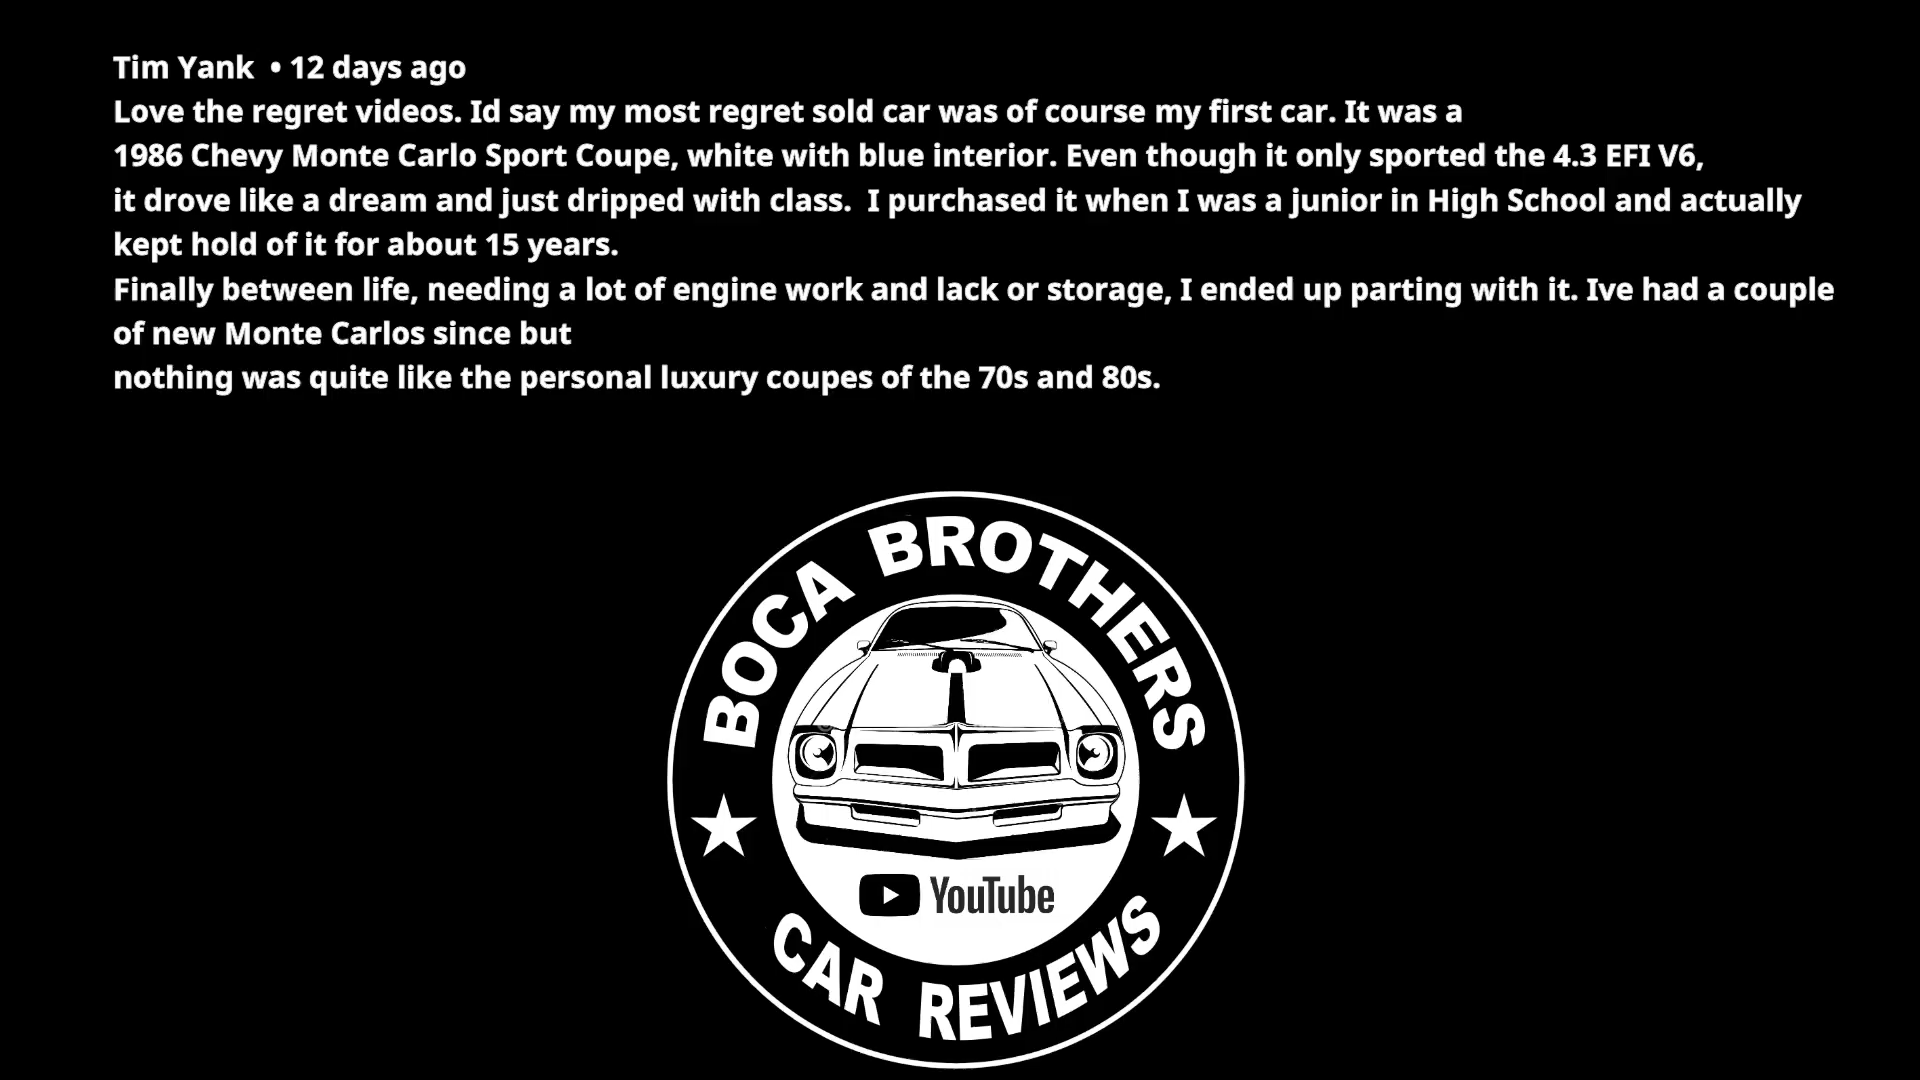 Tim Yank • 12 days ago
Love the regret videos. Id say my most regret sold car was of course my first car. It was a
1986 Chevy Monte Carlo Sport Coupe, white with blue interior. Even though it only sported the 4.3 EFI V6,
it drove like a dream and just dripped with class. I purchased it when I was a junior in High School and actually
kept hold of it for about 15 years.
Finally between life, needing a lot of engine work and lack or storage, I ended up parting with it. Ive had a couple
of new Monte Carlos since but
nothing was quite like the personal luxury coupes of the 70s and 80s.
BOCA BROTHERS
YouTube
CAR REVIEWS